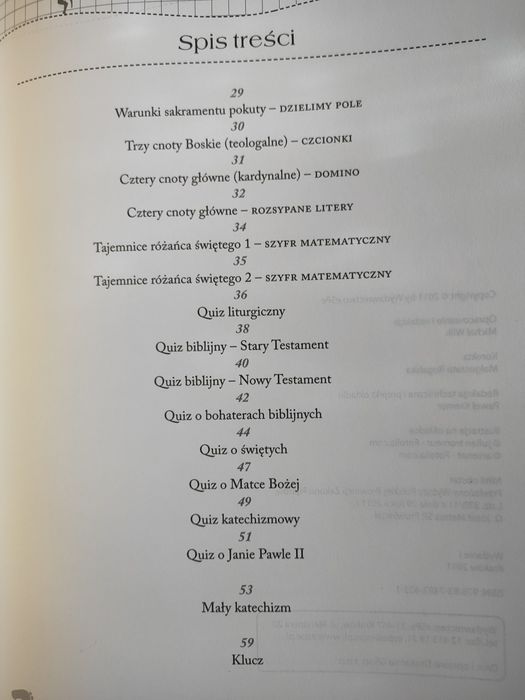 Spis treści
29
Warunki sakramentu pokuty – DZIELIMY POLE
30
Trzy cnoty Boskie (teologalne) – CZCIONKI
31
Cztery cnoty główne (kardynalne) – DOMINO
32
Cztery cnoty główne – ROZSYPANE LITERY
34
Tajemnice różańca świętego 1 – SZYFR MATEMATYCZNY
35
Tajemnice różańca świętego 2 – SZYFR MATEMATYCZNY
36
Quiz liturgiczny
38
Quiz biblijny – Stary Testament
40
Quiz biblijny – Nowy Testament
42
Quiz o bohaterach biblijnych
44
Quiz o świętych
47
Quiz o Matce Bożej
49
Quiz katechizmowy
51
Quiz o Janie Pawle II
53
Mały katechizm
59
Klucz